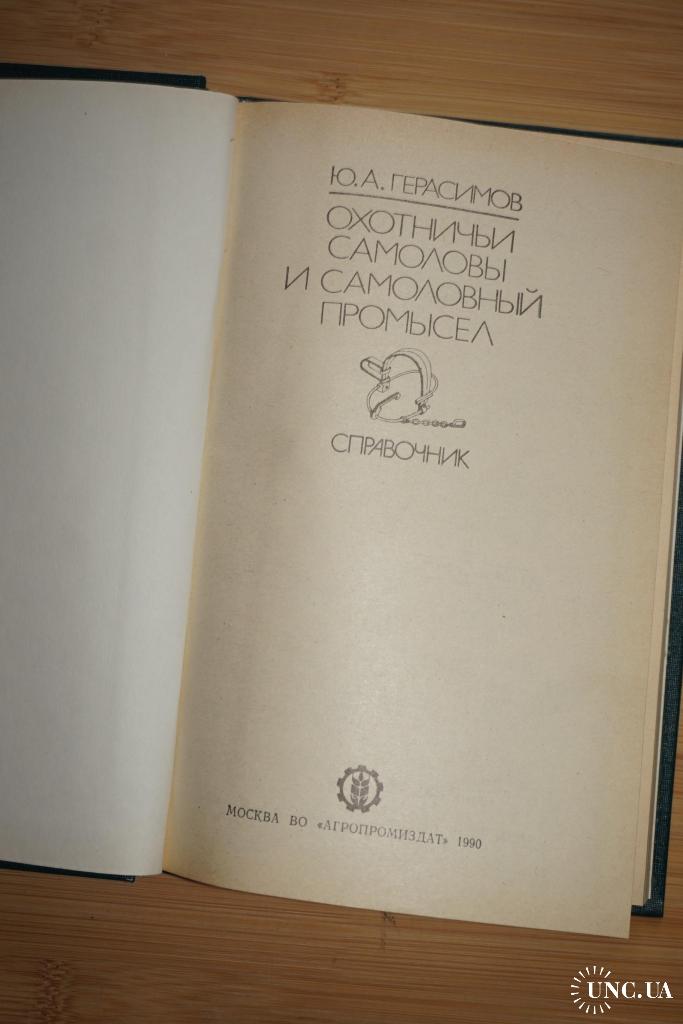 Ю.А. ГЕРАСИМОВ
ОХОТНИЧЬИ
САМОЛОВЫ
И САМОЛОВНЫЙ
ПРОМЫСЕЛ
СПРАВОЧНИК
МОСКВА ВО «АГРОПРОМИЗДАТ» 1990
UNC.UA